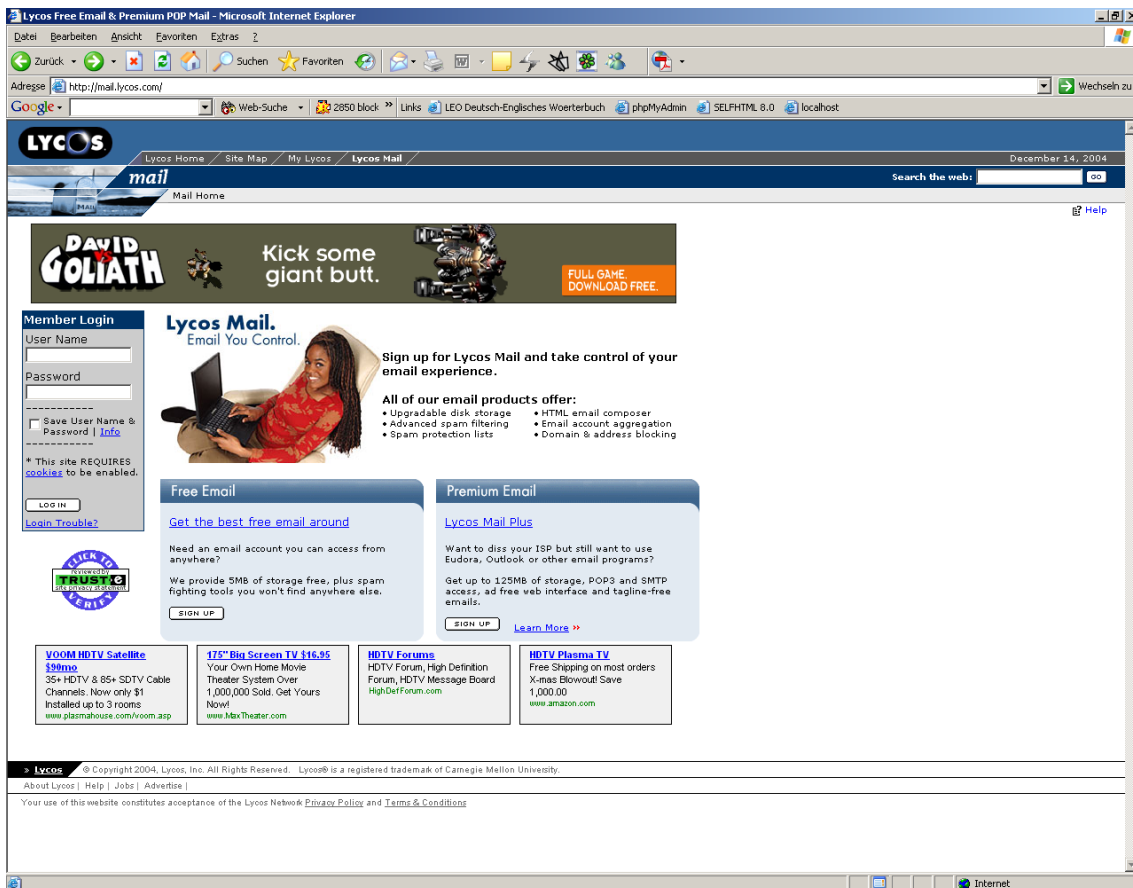 Lycos Free Email & Premium POP Mail - Microsoft Internet Explorer
Datei Bearbeiten Ansicht Favoriten Extras ?
Zurück Suchen Favoriten
Adresse http://mail.lycos.com/ Wechseln zu
Google Web-Suche 2850 block » Links LEO Deutsch-Englisches Woerterbuch phpMyAdmin SELFHTML 8.0 localhost
LYCOS
Lycos Home / Site Map / My Lycos / Lycos Mail / December 14, 2004
mail Search the web: GO
MAIL Mail Home
Help
DAVID VS GOLIATH
Kick some
giant butt.
FULL GAME.
DOWNLOAD FREE.
Member Login
User Name
Password
-----------
Save User Name &
Password | Info
-----------
* This site REQUIRES
cookies to be enabled.
LOG IN
Login Trouble?
CLICK TO
reviewed by
TRUSTe
site privacy statement
VERIFY
Lycos Mail.
Email You Control.
Sign up for Lycos Mail and take control of your
email experience.
All of our email products offer:
• Upgradable disk storage • HTML email composer
• Advanced spam filtering • Email account aggregation
• Spam protection lists • Domain & address blocking
Free Email
Get the best free email around
Need an email account you can access from
anywhere?
We provide 5MB of storage free, plus spam
fighting tools you won't find anywhere else.
SIGN UP
Premium Email
Lycos Mail Plus
Want to diss your ISP but still want to use
Eudora, Outlook or other email programs?
Get up to 125MB of storage, POP3 and SMTP
access, ad free web interface and tagline-free
emails.
SIGN UP Learn More »
VOOM HDTV Satellite
$90mo
35+ HDTV & 85+ SDTV Cable
Channels. Now only $1
Installed up to 3 rooms
www.plasmahouse.com/voom.asp
175" Big Screen TV $16.95
Your Own Home Movie
Theater System Over
1,000,000 Sold. Get Yours
Now!
www.MaxTheater.com
HDTV Forums
HDTV Forum, High Definition
Forum, HDTV Message Board
HighDefForum.com
HDTV Plasma TV
Free Shipping on most orders
X-mas Blowout! Save
1,000.00
www.amazon.com
» Lycos © Copyright 2004, Lycos, Inc. All Rights Reserved. Lycos® is a registered trademark of Carnegie Mellon University.
About Lycos | Help | Jobs | Advertise |
Your use of this website constitutes acceptance of the Lycos Network Privacy Policy and Terms & Conditions
Internet